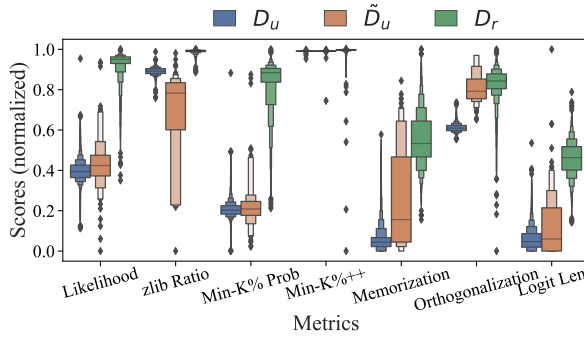 D_u D̃_u D_r
Scores (normalized)
1.0
0.8
0.6
0.4
0.2
0.0
Likelihood
zlib Ratio
Min-K% Prob
Min-K%++
Memorization
Orthogonalization
Logit Len
Metrics